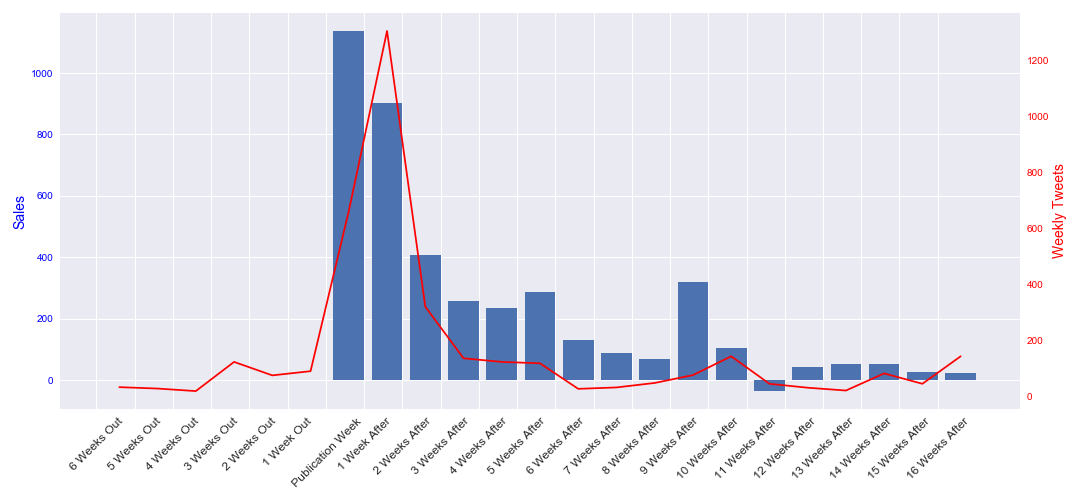 Sales
1000
800
600
400
200
0
1200
1000
800
600
400
200
0
Weekly Tweets
6 Weeks Out
5 Weeks Out
4 Weeks Out
3 Weeks Out
2 Weeks Out
1 Week Out
Publication Week
1 Week After
2 Weeks After
3 Weeks After
4 Weeks After
5 Weeks After
6 Weeks After
7 Weeks After
8 Weeks After
9 Weeks After
10 Weeks After
11 Weeks After
12 Weeks After
13 Weeks After
14 Weeks After
15 Weeks After
16 Weeks After